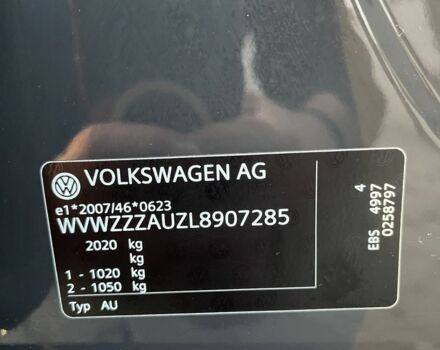 VOLKSWAGEN AG
e1*2007/46*0623
WVWZZZAUZL8907285
2020 kg
kg
1 - 1020 kg
2 - 1050 kg
Typ AU
4
EBS 4997
0258797